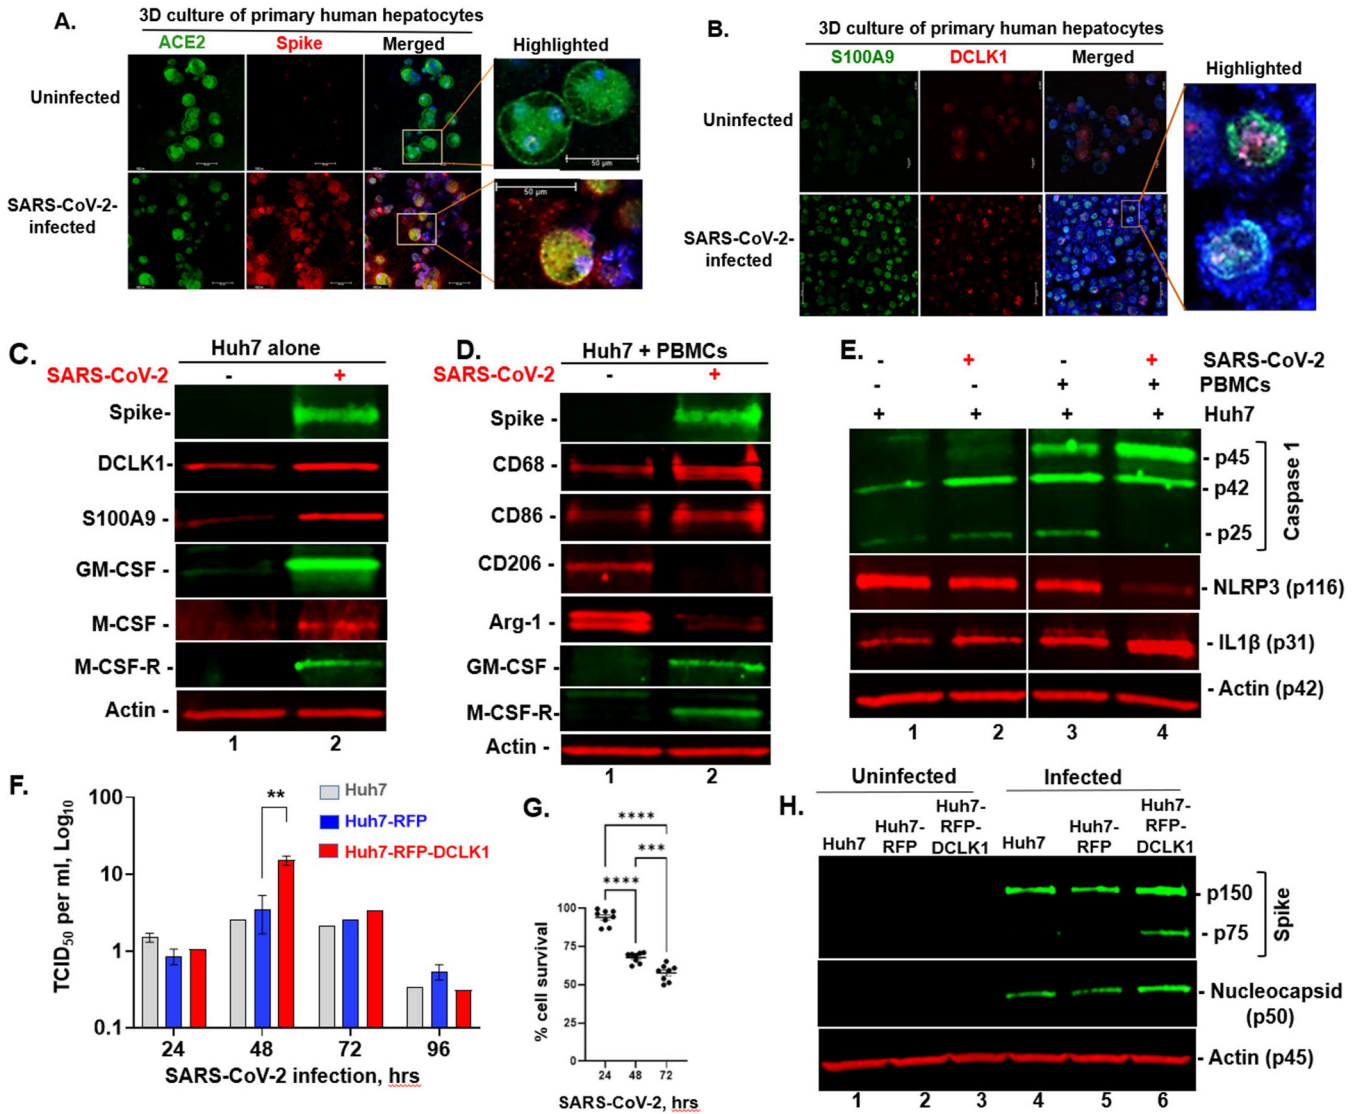 A.
3D culture of primary human hepatocytes
ACE2 Spike Merged Highlighted
Uninfected
50 μm
SARS-CoV-2-
infected
50 μm
B.
3D culture of primary human hepatocytes
S100A9 DCLK1 Merged Highlighted
Uninfected
SARS-CoV-2-
infected
C.
Huh7 alone
SARS-CoV-2 - +
Spike-
DCLK1-
S100A9 -
GM-CSF -
M-CSF -
M-CSF-R -
Actin -
1 2
D.
Huh7 + PBMCs
SARS-CoV-2 - +
Spike -
CD68 -
CD86 -
CD206 -
Arg-1 -
GM-CSF -
M-CSF-R-
Actin -
1 2
E.
- + - + SARS-CoV-2
- - + + PBMCs
+ + + + Huh7
- p45
- p42
- p25
Caspase 1
- NLRP3 (p116)
- IL1β (p31)
- Actin (p42)
1 2 3 4
F.
TCID50 per ml, Log10
100
10
1
0.1
**
Huh7
Huh7-RFP
Huh7-RFP-DCLK1
24 48 72 96
SARS-CoV-2 infection, hrs
G.
****
***
****
% cell survival
100
75
50
25
0
24 48 72
SARS-CoV-2, hrs
H.
Uninfected Infected
Huh7
Huh7-
RFP
Huh7-
RFP-
DCLK1
Huh7
Huh7-
RFP
Huh7-
RFP-
DCLK1
- p150
- p75
Spike
- Nucleocapsid
(p50)
- Actin (p45)
1 2 3 4 5 6